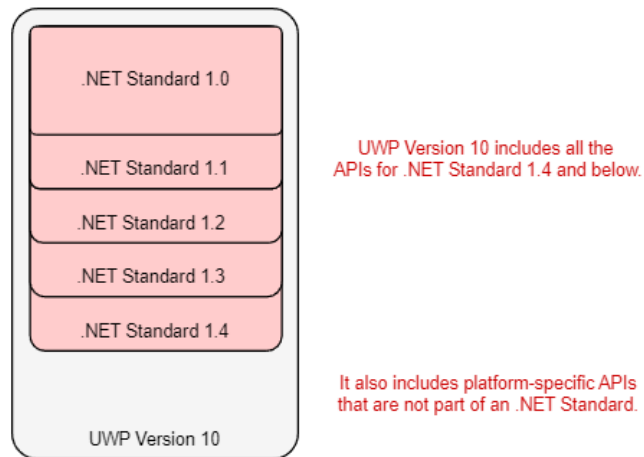 .NET Standard 1.0
.NET Standard 1.1
.NET Standard 1.2
.NET Standard 1.3
.NET Standard 1.4
UWP Version 10
UWP Version 10 includes all the
APIs for .NET Standard 1.4 and below.
It also includes platform-specific APIs
that are not part of an .NET Standard.